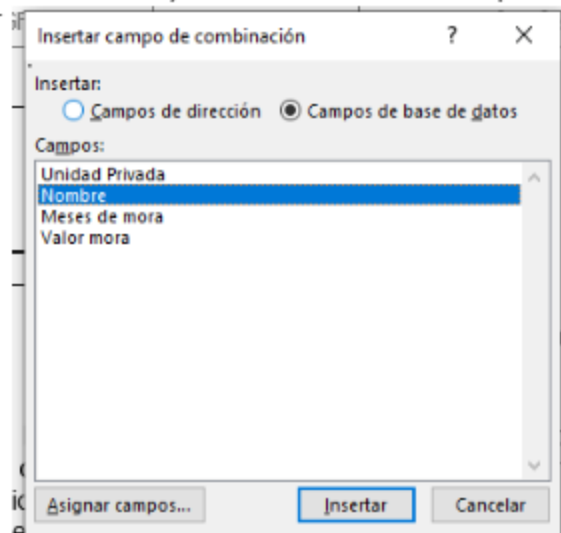 Insertar campo de combinación ? ×
Insertar:
Campos de dirección Campos de base de datos
Campos:
Unidad Privada
Nombre
Meses de mora
Valor mora
Asignar campos... Insertar Cancelar